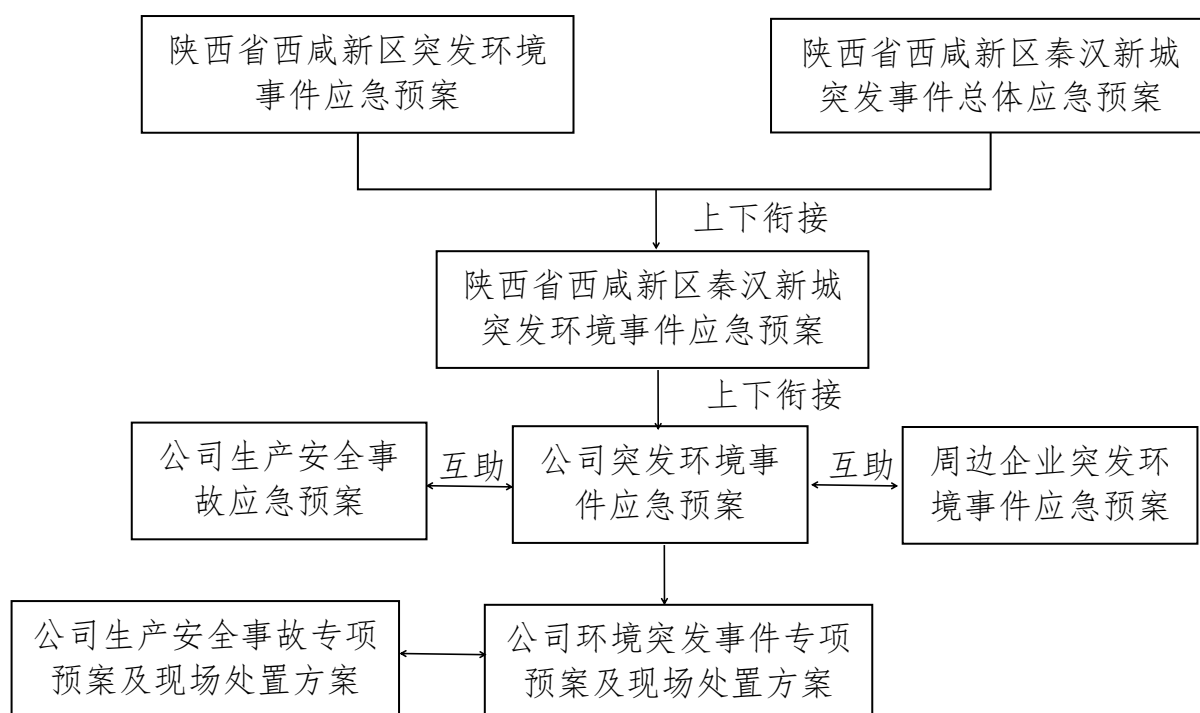 陕西省西咸新区突发环境
事件应急预案
陕西省西咸新区秦汉新城
突发事件总体应急预案
上下衔接
陕西省西咸新区秦汉新城
突发环境事件应急预案
上下衔接
公司生产安全事
故应急预案
互助
公司突发环境事
件应急预案
互助
周边企业突发环
境事件应急预案
公司生产安全事故专项
预案及现场处置方案
公司环境突发事件专项
预案及现场处置方案